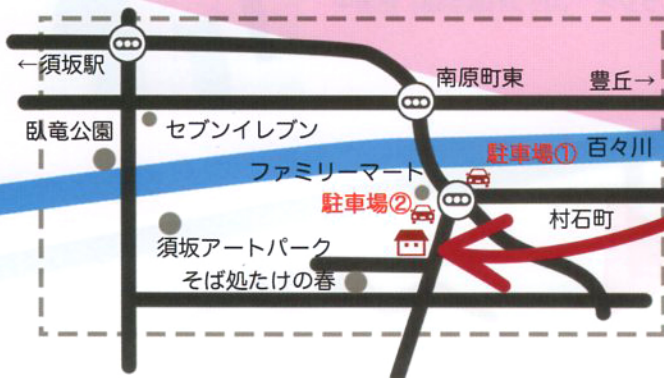 ←須坂駅
南原町東
豊丘→
臥竜公園
セブンイレブン
駐車場①
百々川
ファミリーマート
駐車場②
村石町
須坂アートパーク
そば処たけの春